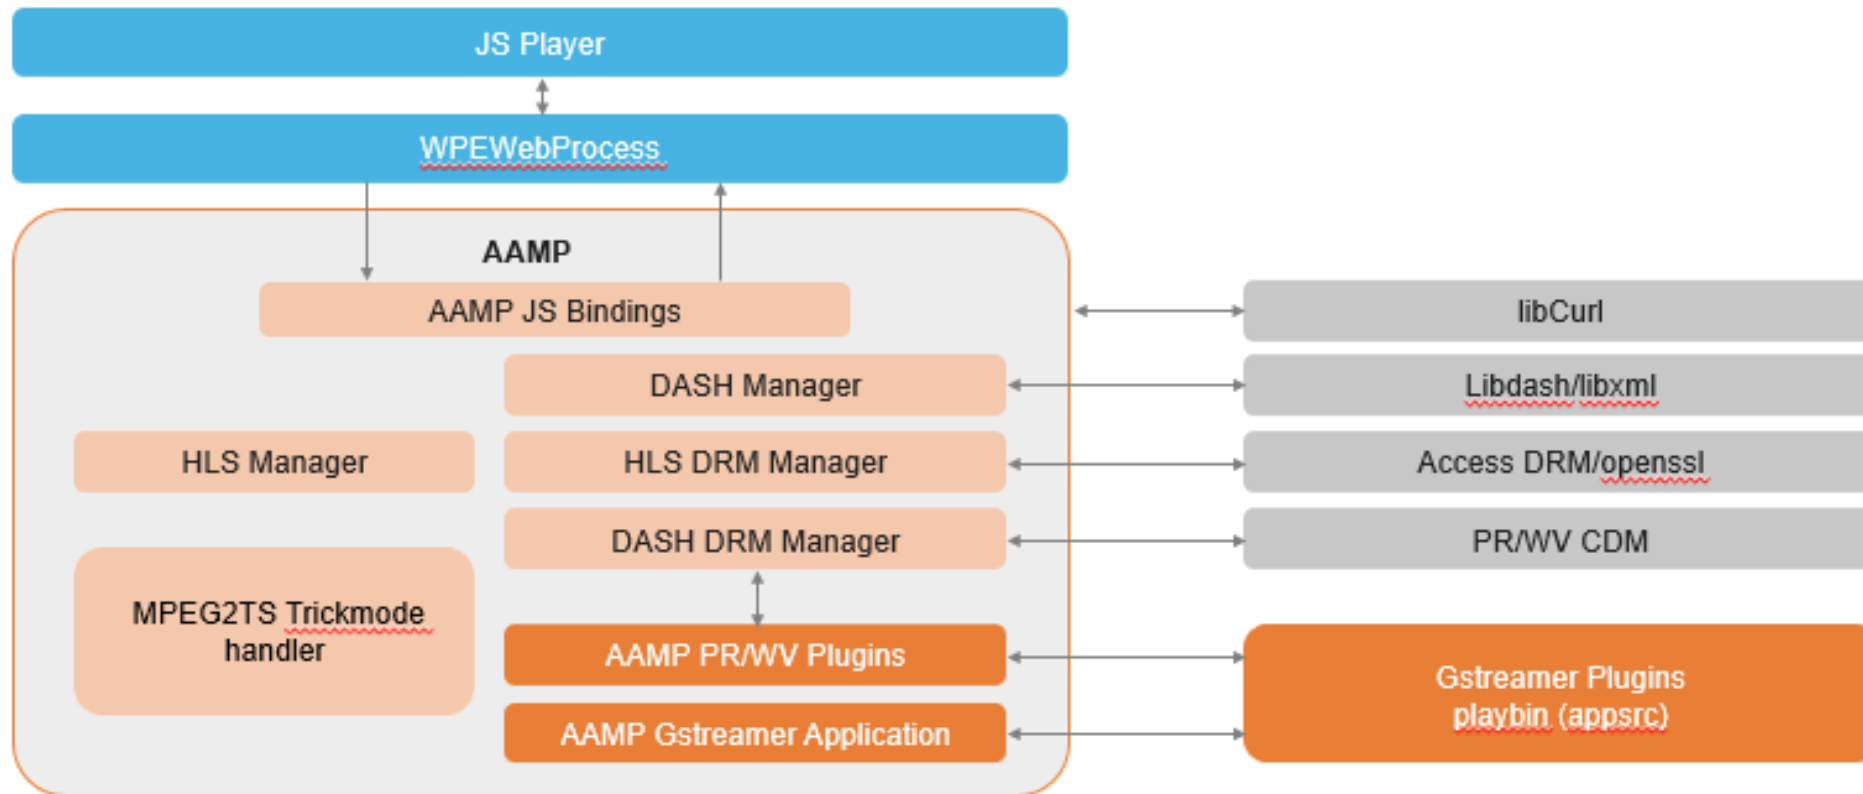 JS Player
WPEWebProcess
AAMP
AAMP JS Bindings
libCurl
DASH Manager
Libdash/libxml
HLS Manager
HLS DRM Manager
Access DRM/openssl
DASH DRM Manager
PR/WV CDM
MPEG2TS Trickmode
handler
AAMP PR/WV Plugins
AAMP Gstreamer Application
Gstreamer Plugins
playbin (appsrc)